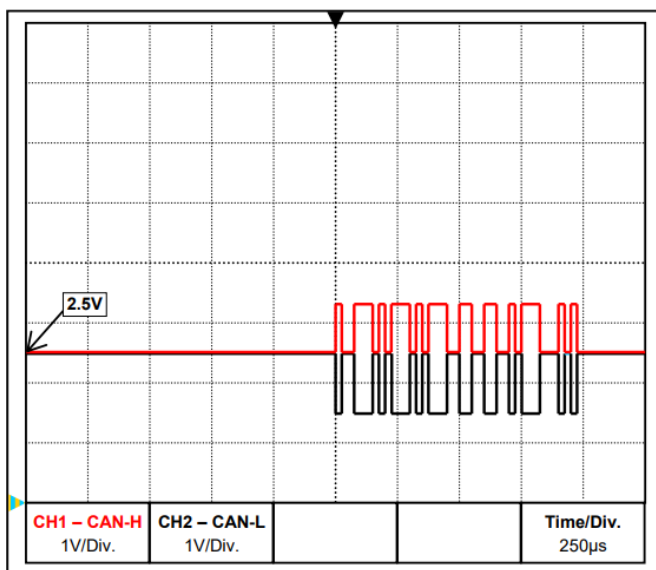 2.5V
CH1 – CAN-H
1V/Div.
CH2 – CAN-L
1V/Div.
Time/Div.
250µs